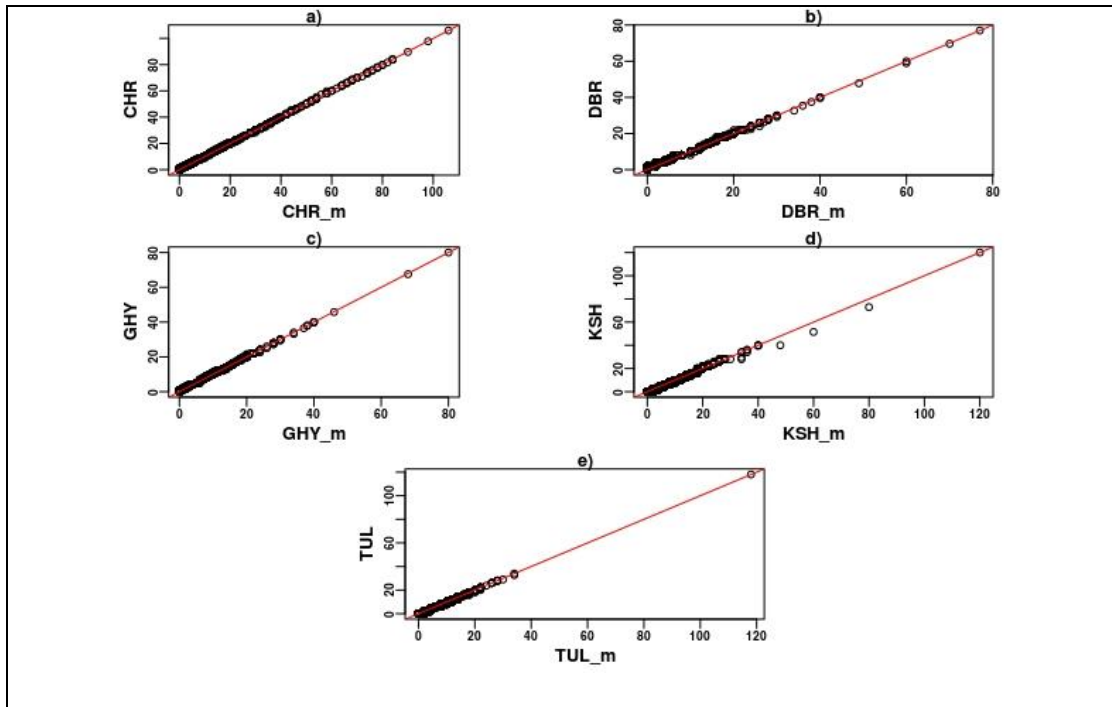 a)
CHR
0 20 40 60 80
0 20 40 60 80 100
CHR_m
b)
DBR
0 20 40 60 80
0 20 40 60 80
DBR_m
c)
GHY
0 20 40 60 80
0 20 40 60 80
GHY_m
d)
KSH
0 20 60 100
0 20 40 60 80 100 120
KSH_m
e)
TUL
0 20 60 100
0 20 40 60 80 100 120
TUL_m